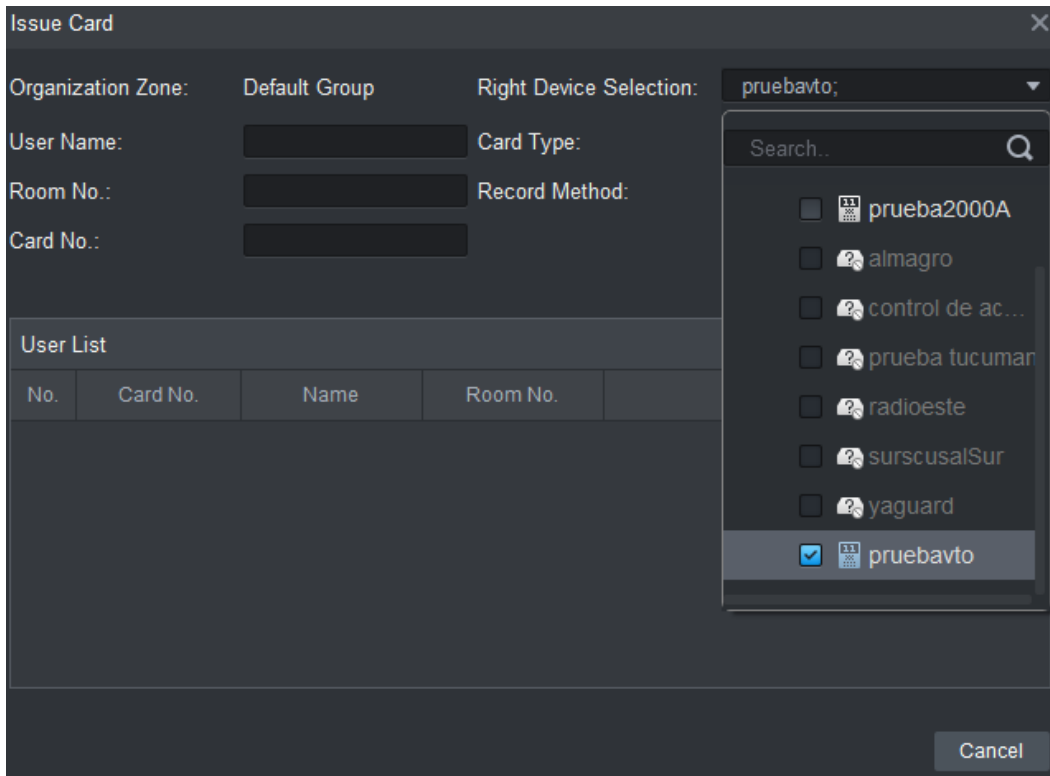 Issue Card
Organization Zone: Default Group Right Device Selection: pruebavto;
User Name: Card Type:
Search..
Room No.: Record Method:
prueba2000A
Card No.:
almagro
control de ac...
User List
prueba tucuman
No. Card No. Name Room No.
radioeste
surscusalSur
yaguard
pruebavto
Cancel